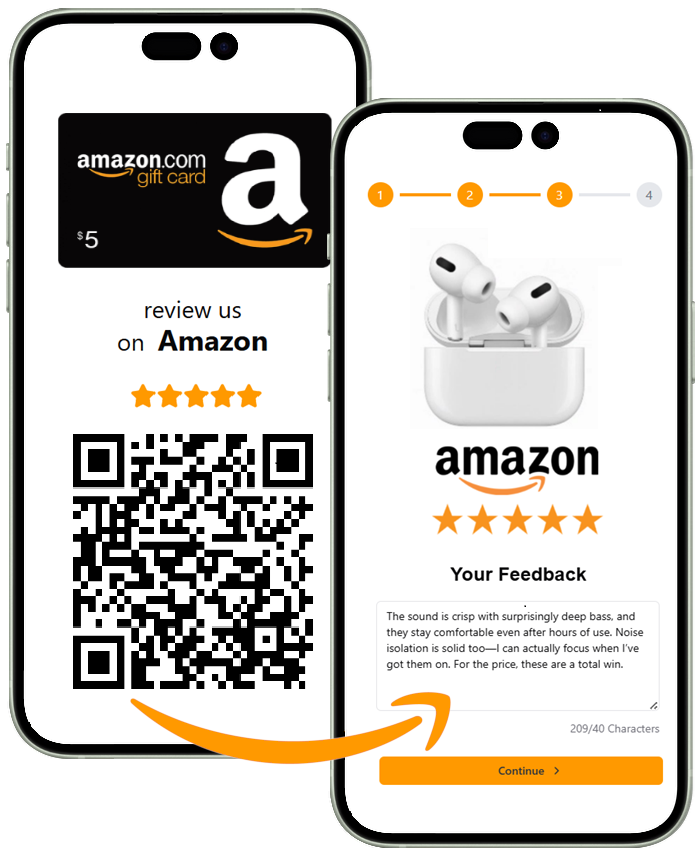 amazon.com
gift card
$5
review us
on Amazon
1 2 3 4
amazon
Your Feedback
The sound is crisp with surprisingly deep bass, and
they stay comfortable even after hours of use. Noise
isolation is solid too—I can actually focus when I've
got them on. For the price, these are a total win.
209/40 Characters
Continue >